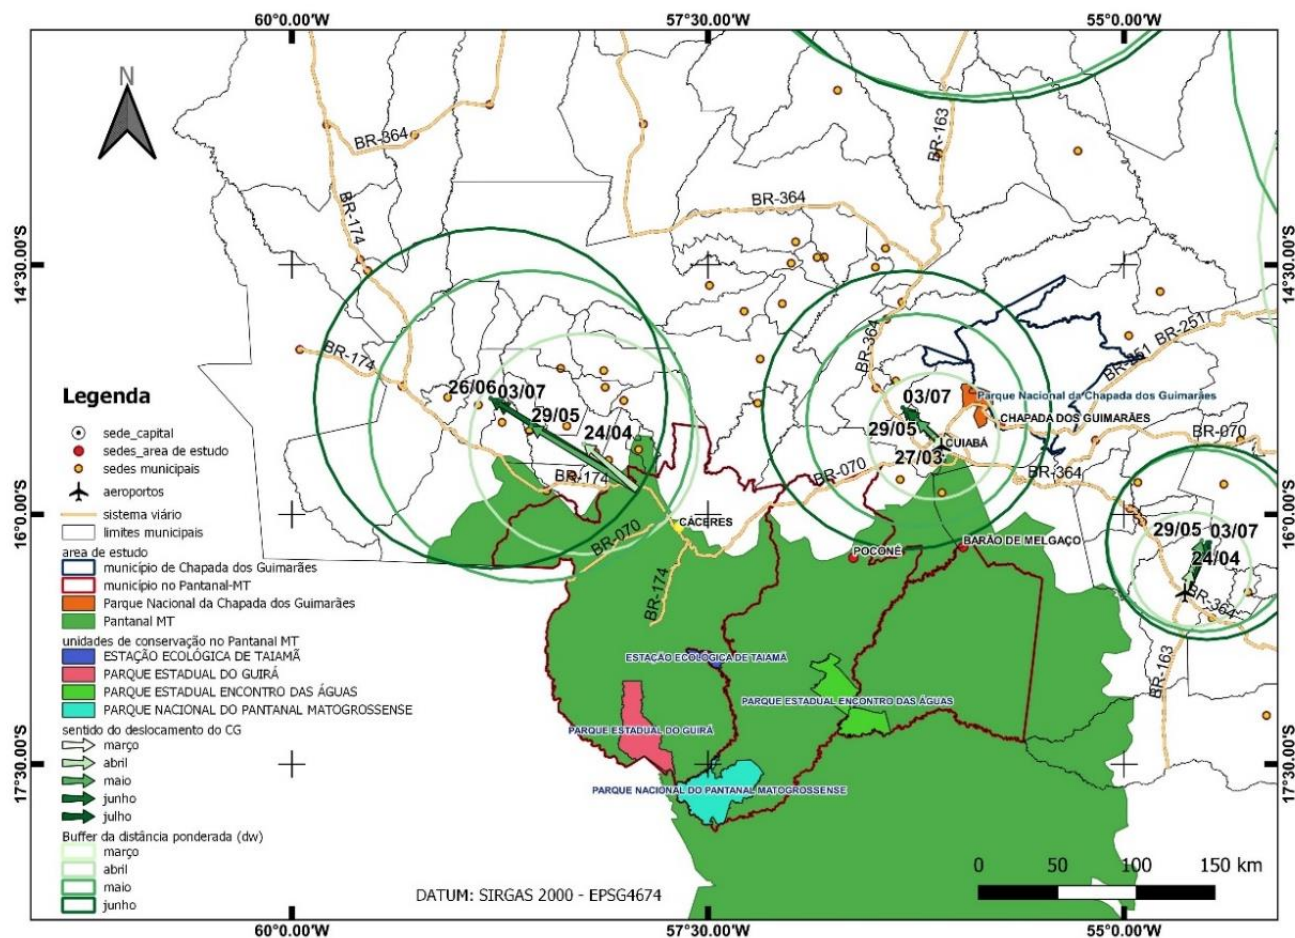 60°0.00'W
57°30.00'W
55°0.00'W
N
BR-364
BR-163
BR-174
BR-364
14°30.00'S
14°30.00'S
BR-364
BR-251
BR-251
BR-174
26/06
03/07
29/05
24/04
03/07
29/05
27/03
Parque Nacional da Chapada dos Guimarães
CHAPADA DOS GUIMARÃES
CUIABÁ
BR-070
BR-070
BR-364
BR-174
16°0.00'S
16°0.00'S
CÁCERES
BR-070
POCONÉ
BARÃO DE MELGAÇO
29/05
03/07
24/04
BR-364
BR-174
BR-163
ESTAÇÃO ECOLÓGICA DE TAIAMÃ
PARQUE ESTADUAL ENCONTRO DAS ÁGUAS
PARQUE ESTADUAL DO GUIRÁ
17°30.00'S
17°30.00'S
PARQUE NACIONAL DO PANTANAL MATOGROSSENSE
Legenda
sede_capital
sedes_area de estudo
sedes municipais
aeroportos
sistema viário
limites municipais
area de estudo
município de Chapada dos Guimarães
município no Pantanal-MT
Parque Nacional da Chapada dos Guimarães
Pantanal MT
unidades de conservação no Pantanal MT
ESTAÇÃO ECOLÓGICA DE TAIAMÃ
PARQUE ESTADUAL DO GUIRÁ
PARQUE ESTADUAL ENCONTRO DAS ÁGUAS
PARQUE NACIONAL DO PANTANAL MATOGROSSENSE
sentido do deslocamento do CG
março
abril
maio
junho
julho
Buffer da distância ponderada (dw)
março
abril
maio
junho
DATUM: SIRGAS 2000 - EPSG4674
0 50 100 150 km
60°0.00'W
57°30.00'W
55°0.00'W